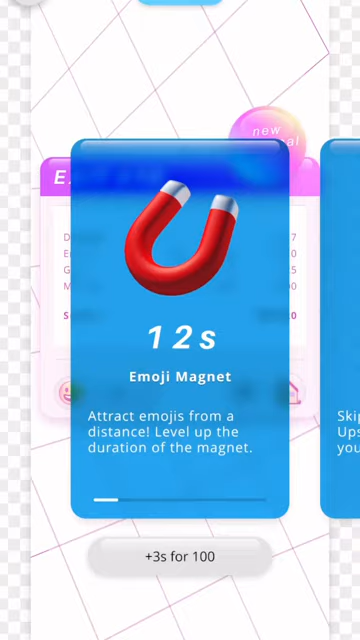 new
12s
Emoji Magnet
Attract emojis from a
distance! Level up the
duration of the magnet.
+3s for 100